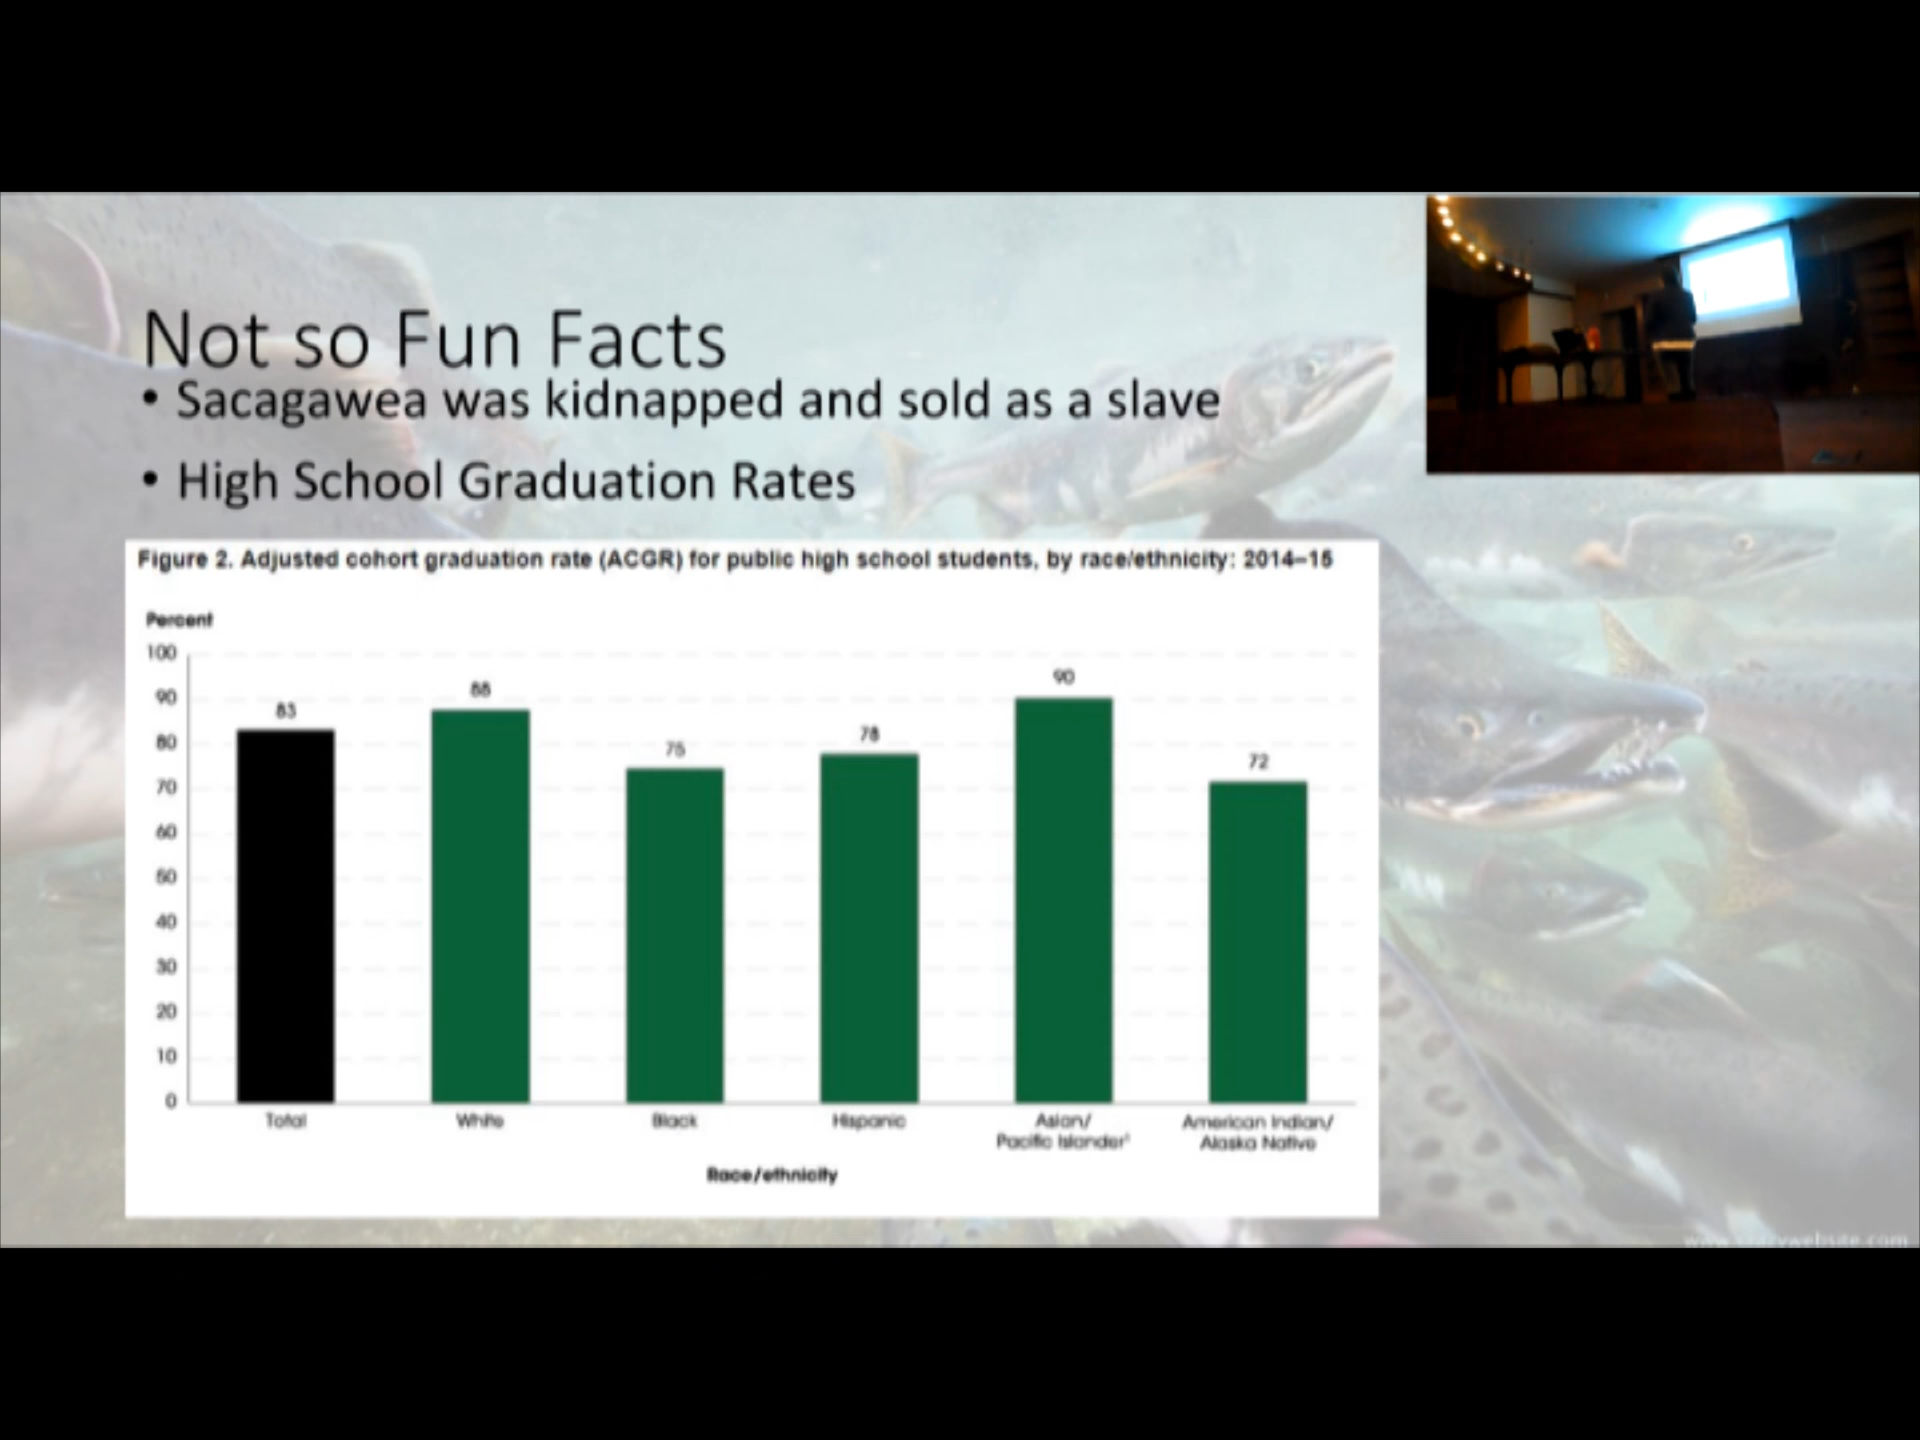 Not so Fun Facts
• Sacagawea was kidnapped and sold as a slave
• High School Graduation Rates
Figure 2. Adjusted cohort graduation rate (ACGR) for public high school students, by race/ethnicity: 2014–15
Percent
100
90
80
70
60
50
40
30
20
10
0
83
88
75
78
90
72
Total
White
Black
Hispanic
Asian/
Pacific Islander¹
American Indian/
Alaska Native
Race/ethnicity